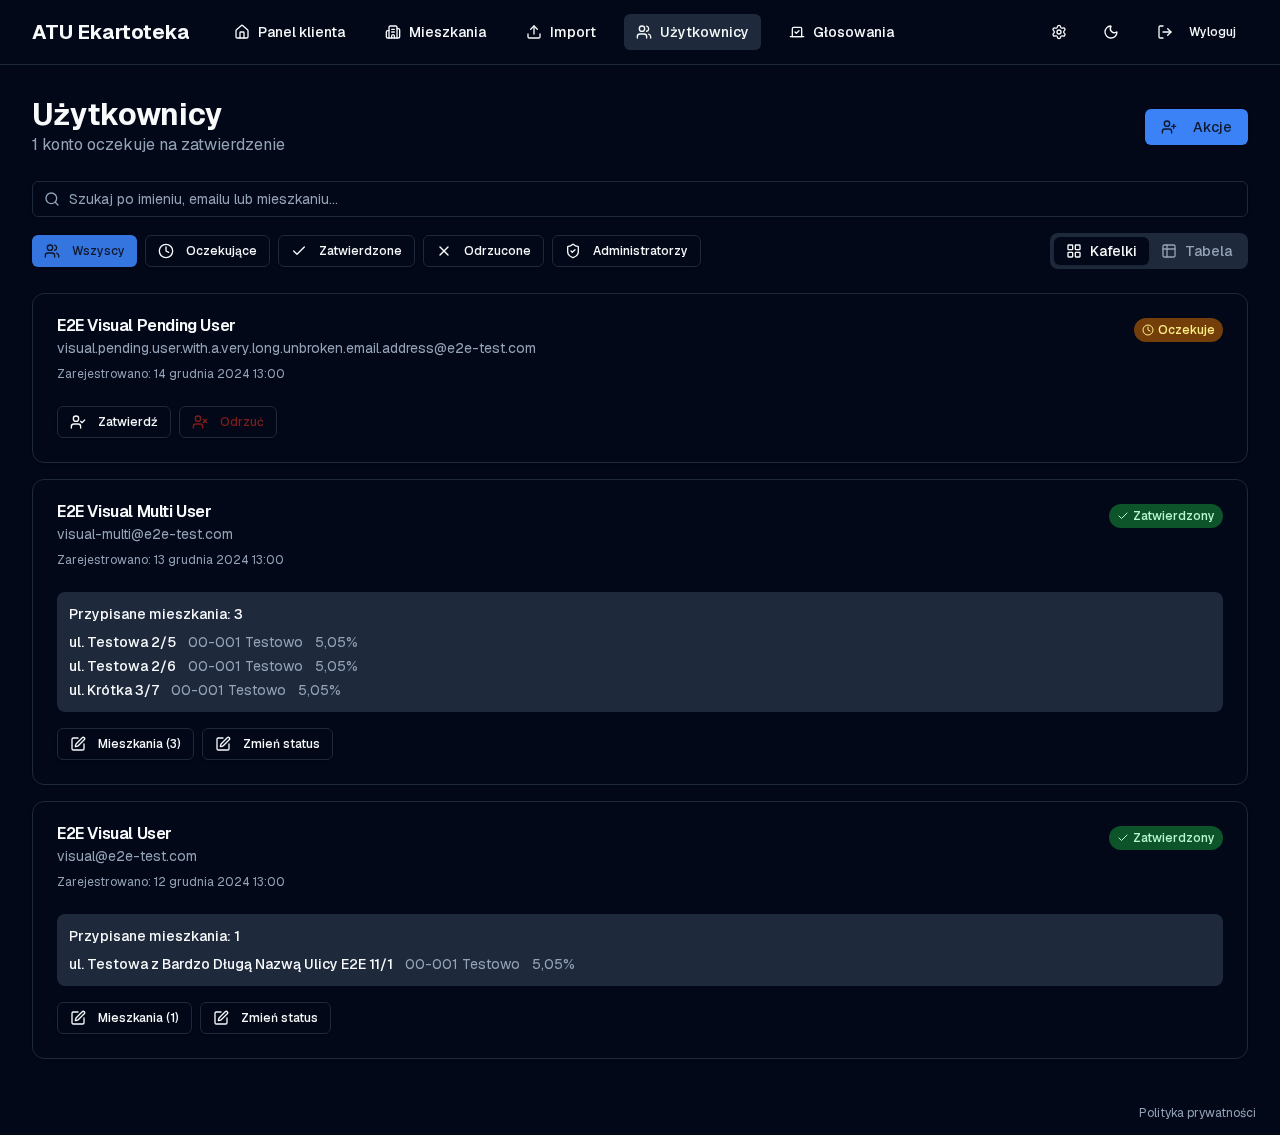 ATU Ekartoteka Panel klienta Mieszkania Import Użytkownicy Głosowania Wyloguj
Użytkownicy
1 konto oczekuje na zatwierdzenie
Akcje
Szukaj po imieniu, emailu lub mieszkaniu...
Wszyscy Oczekujące Zatwierdzone Odrzucone Administratorzy Kafelki Tabela
E2E Visual Pending User
Oczekuje
visual.pending.user.with.a.very.long.unbroken.email.address@e2e-test.com
Zarejestrowano: 14 grudnia 2024 13:00
Zatwierdź Odrzuć
E2E Visual Multi User
Zatwierdzony
visual-multi@e2e-test.com
Zarejestrowano: 13 grudnia 2024 13:00
Przypisane mieszkania: 3
ul. Testowa 2/5 00-001 Testowo 5,05%
ul. Testowa 2/6 00-001 Testowo 5,05%
ul. Krótka 3/7 00-001 Testowo 5,05%
Mieszkania (3) Zmień status
E2E Visual User
Zatwierdzony
visual@e2e-test.com
Zarejestrowano: 12 grudnia 2024 13:00
Przypisane mieszkania: 1
ul. Testowa z Bardzo Długą Nazwą Ulicy E2E 11/1 00-001 Testowo 5,05%
Mieszkania (1) Zmień status
Polityka prywatności